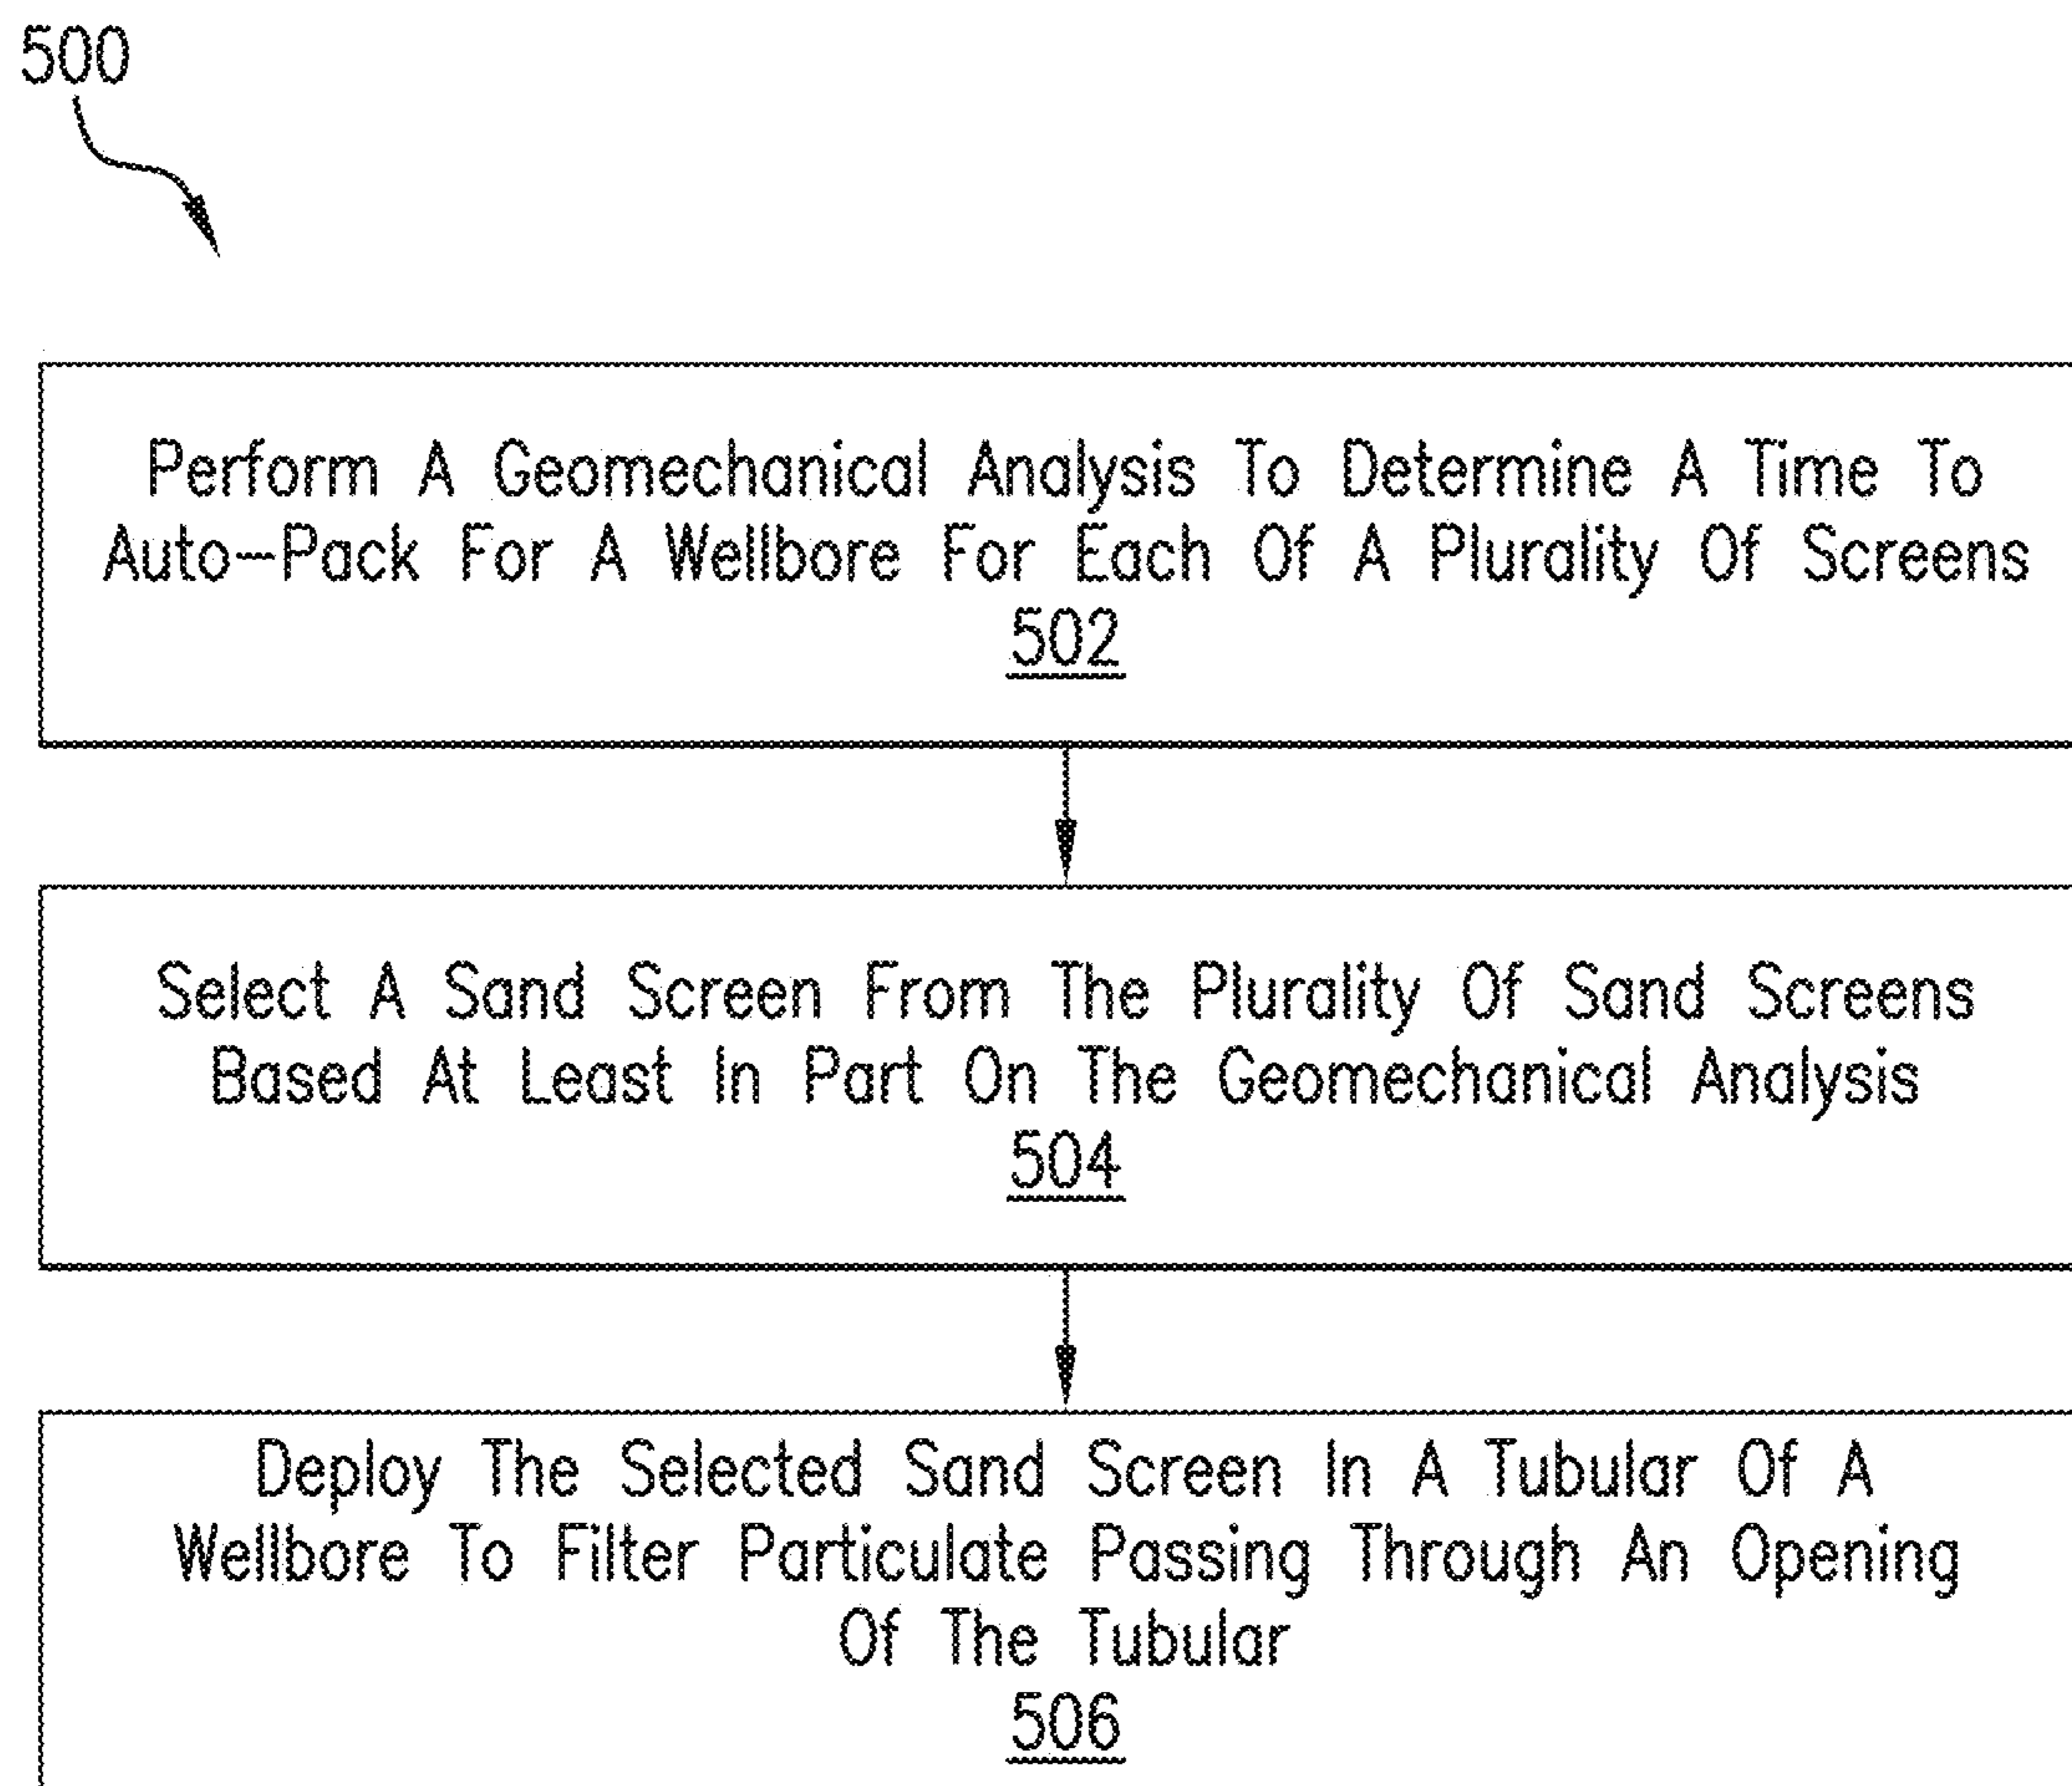 500
Perform A Geomechanical Analysis To Determine A Time To
Auto-Pack For A Wellbore For Each Of A Plurality Of Screens
502
Select A Sand Screen From The Plurality Of Sand Screens
Based At Least In Part On The Geomechanical Analysis
504
Deploy The Selected Sand Screen In A Tubular Of A
Wellbore To Filter Particulate Passing Through An Opening
Of The Tubular
506